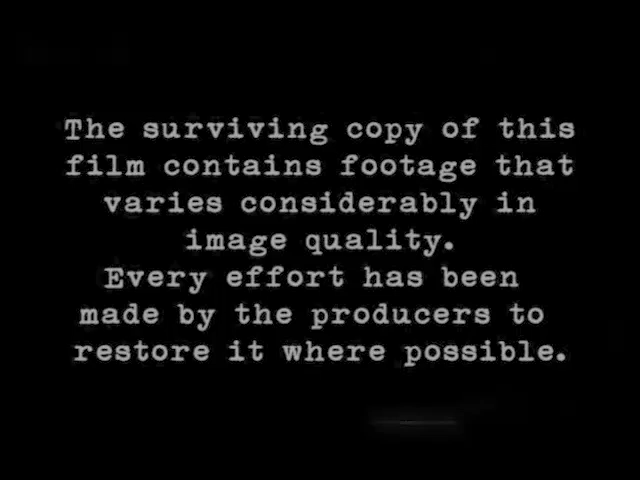 The surviving copy of this
film contains footage that
varies considerably in
image quality.
Every effort has been
made by the producers to
restore it where possible.